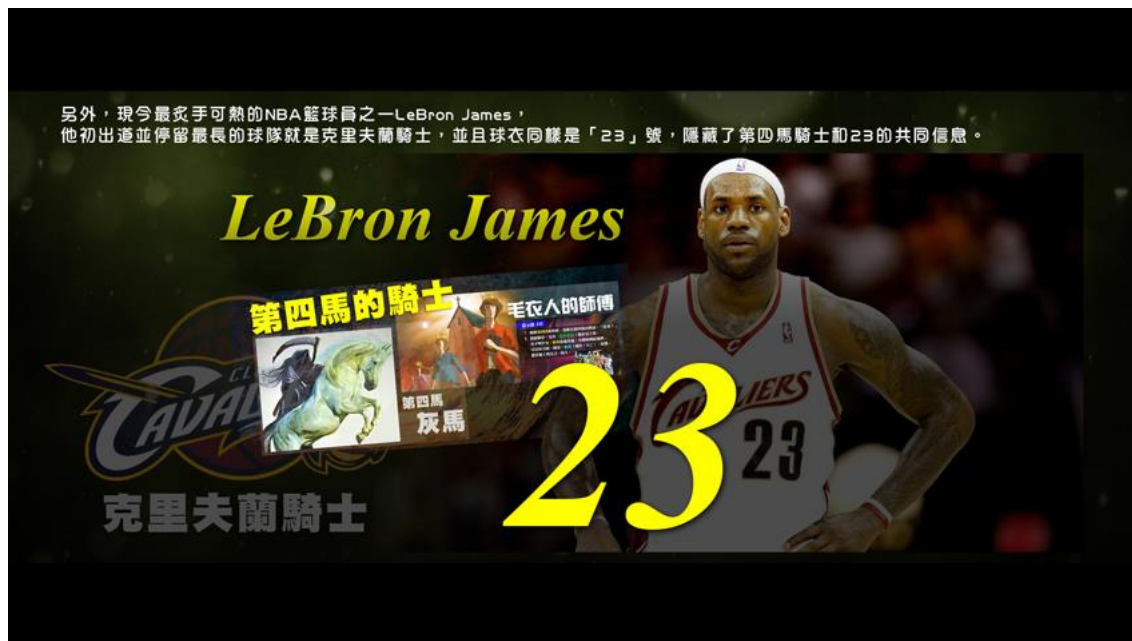 另外，現今最炙手可熱的NBA籃球員之一LeBron James，
他初出道並停留最長的球隊就是克里夫蘭騎士，並且球衣同樣是「23」號，隱藏了第四馬騎士和23的共同信息。
LeBron James
第四馬的騎士
毛衣人的師傅
第四馬
灰馬
23
CAVALIERS
23
克里夫蘭騎士